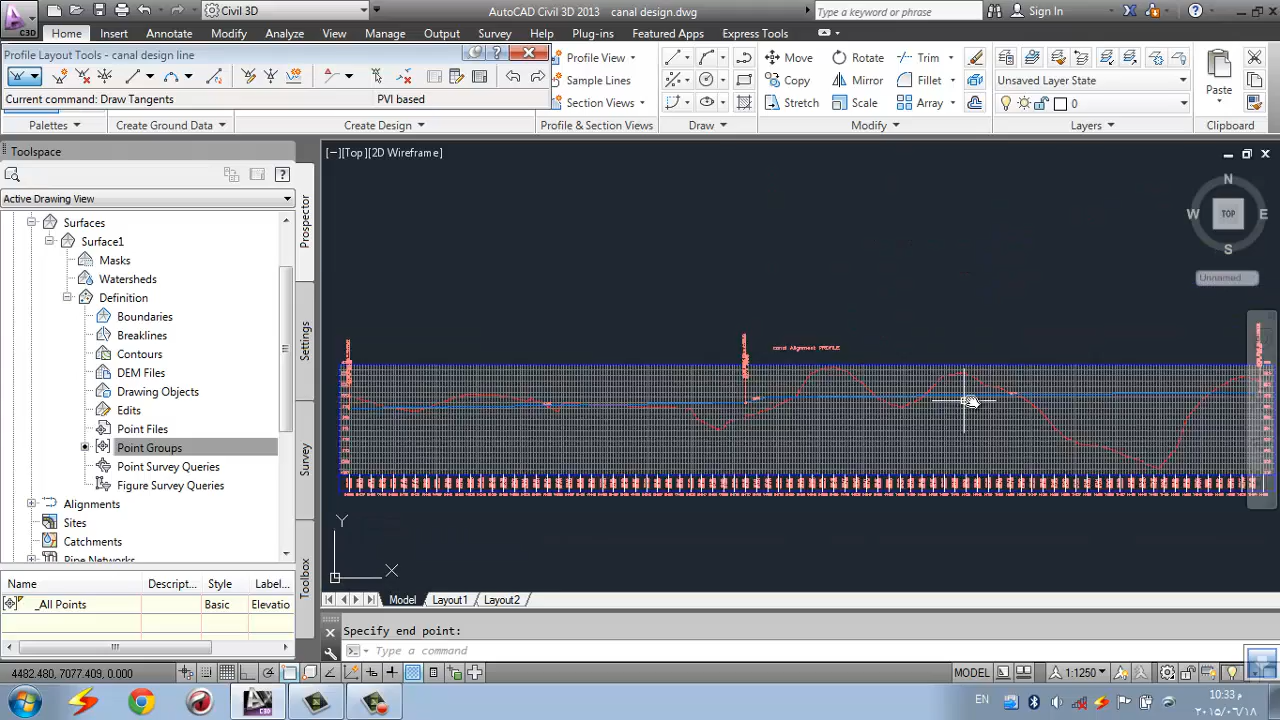 Civil 3D
AutoCAD Civil 3D 2013 canal design.dwg
Type a keyword or phrase
Sign In
C3D
Home Insert Annotate Modify Analyze View Manage Output Survey Help Plug-ins Featured Apps Express Tools
Profile Layout Tools - canal design line
Current command: Draw Tangents
PVI based
Profile View
Sample Lines
Section Views
Move Rotate Trim
Copy Mirror Fillet
Stretch Scale Array
Unsaved Layer State
0
Paste
Palettes Create Ground Data Create Design Profile & Section Views Draw Modify Layers Clipboard
Toolspace
Active Drawing View
Surfaces
Surface1
Masks
Watersheds
Definition
Boundaries
Breaklines
Contours
DEM Files
Drawing Objects
Edits
Point Files
Point Groups
Point Survey Queries
Figure Survey Queries
Alignments
Sites
Catchments
Pipe Networks
Prospector
Settings
Survey
Toolbox
Name Descript... Style Label
_All Points Basic Elevatio
[−][Top][2D Wireframe]
N
W TOP E
S
Unnamed
canal Alignment PROFILE
Y
X
Model Layout1 Layout2
Specify end point:
Type a command
4482.480, 7077.409, 0.000
MODEL
1:1250
EN
10:33 م
٢٠١٥/٠٦/١٨